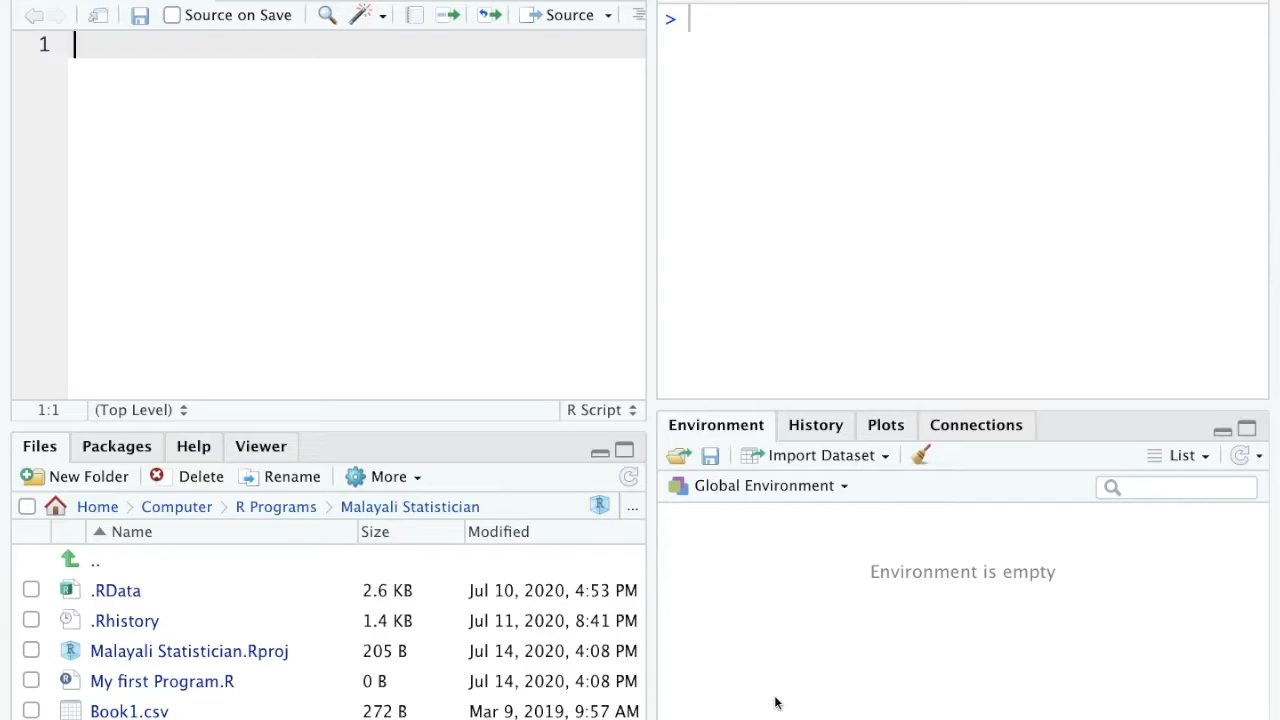 Source on Save
Source
1
>
1:1
(Top Level)
R Script
Files
Packages
Help
Viewer
New Folder
Delete
Rename
More
Home
Computer
R Programs
Malayali Statistician
...
Name
Size
Modified
..
.RData 2.6 KB Jul 10, 2020, 4:53 PM
.Rhistory 1.4 KB Jul 11, 2020, 8:41 PM
Malayali Statistician.Rproj 205 B Jul 14, 2020, 4:08 PM
My first Program.R 0 B Jul 14, 2020, 4:08 PM
Book1.csv 272 B Mar 9, 2019, 9:57 AM
Environment
History
Plots
Connections
Import Dataset
List
Global Environment
Environment is empty